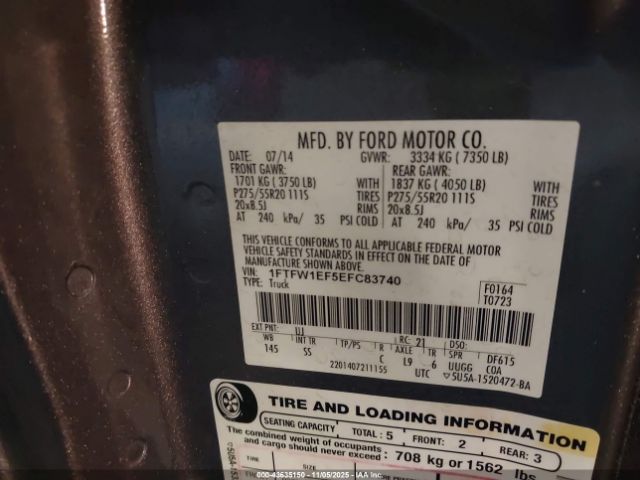 MFD. BY FORD MOTOR CO.
DATE: 07/14 GVWR: 3334 KG ( 7350 LB)
FRONT GAWR: REAR GAWR:
1701 KG ( 3750 LB) WITH 1837 KG ( 4050 LB) WITH
P275/55R20 111S TIRES P275/55R20 111S TIRES
20x8.5J RIMS 20x8.5J RIMS
AT 240 kPa/ 35 PSI COLD AT 240 kPa/ 35 PSI COLD
THIS VEHICLE CONFORMS TO ALL APPLICABLE FEDERAL MOTOR
VEHICLE SAFETY STANDARDS IN EFFECT ON THE DATE OF
MANUFACTURE SHOWN ABOVE.
VIN: 1FTFW1EF5EFC83740
TYPE: Truck
F0164
T0723
EXT PNT: UJ RC: 21 DSO:
WB INT TR TP/PS R AXLE TR SPR DF615
145 SS C L9 6 UUGG COA
2201407211155 UTC 5U5A-1520472-BA
TIRE AND LOADING INFORMATION
SEATING CAPACITY TOTAL: 5 FRONT: 2 REAR: 3
The combined weight of occupants
and cargo should never exceed: 708 kg or 1562 lbs
TIRE SIZE
© IAA - 43635150 - 11/05/2025 - IAAI.COM